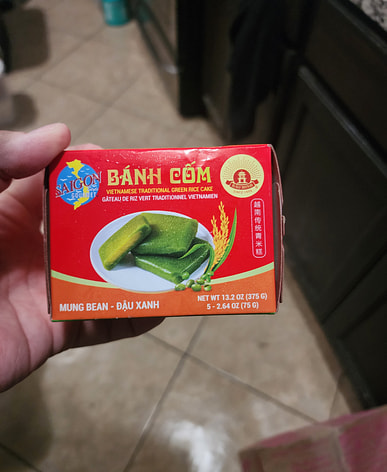 SAIGON
BÁNH CỐM
VIETNAMESE TRADITIONAL GREEN RICE CAKE
GÂTEAU DE RIZ VERT TRADITIONNEL VIETNAMIEN
越南传统青米糕
MUNG BEAN - ĐẬU XANH
NET WT 13.2 OZ (375 G)
5 - 2.64 OZ (75 G)